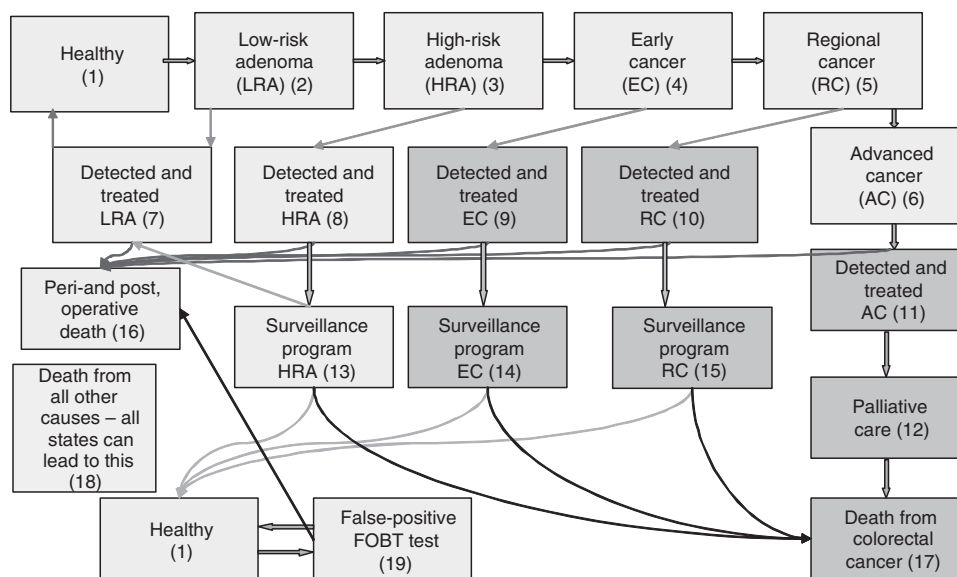 Healthy
(1)
Low-risk
adenoma
(LRA) (2)
High-risk
adenoma
(HRA) (3)
Early
cancer
(EC) (4)
Regional
cancer
(RC) (5)
Detected and
treated
LRA (7)
Detected and
treated
HRA (8)
Detected and
treated
EC (9)
Detected and
treated
RC (10)
Advanced
cancer
(AC) (6)
Peri-and post,
operative
death
(16)
Surveillance
program
HRA (13)
Surveillance
program
EC (14)
Surveillance
program
RC (15)
Detected and
treated
AC (11)
Death from
all other
causes – all
states can
lead to this
(18)
Palliative
care
(12)
Healthy
(1)
False-positive
FOBT test
(19)
Death from
colorectal
cancer (17)